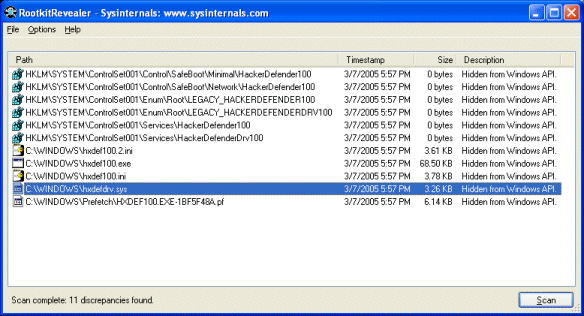 RootkitRevealer - Sysinternals: www.sysinternals.com
File Options Help
Path Timestamp Size Description
HKLM\SYSTEM\ControlSet001\Control\SafeBoot\Minimal\HackerDefender100 3/7/2005 5:57 PM 0 bytes Hidden from Windows API.
HKLM\SYSTEM\ControlSet001\Control\SafeBoot\Network\HackerDefender100 3/7/2005 5:57 PM 0 bytes Hidden from Windows API.
HKLM\SYSTEM\ControlSet001\Enum\Root\LEGACY_HACKERDEFENDER100 3/7/2005 5:57 PM 0 bytes Hidden from Windows API.
HKLM\SYSTEM\ControlSet001\Enum\Root\LEGACY_HACKERDEFENDERDRV100 3/7/2005 5:57 PM 0 bytes Hidden from Windows API.
HKLM\SYSTEM\ControlSet001\Services\HackerDefender100 3/7/2005 5:57 PM 0 bytes Hidden from Windows API.
HKLM\SYSTEM\ControlSet001\Services\HackerDefenderDrv100 3/7/2005 5:57 PM 0 bytes Hidden from Windows API.
C:\WINDOWS\hxdef100.2.ini 3/7/2005 5:57 PM 3.61 KB Hidden from Windows API.
C:\WINDOWS\hxdef100.exe 3/7/2005 5:57 PM 68.50 KB Hidden from Windows API.
C:\WINDOWS\hxdef100.ini 3/7/2005 5:57 PM 3.78 KB Hidden from Windows API.
C:\WINDOWS\hxdefdrv.sys 3/7/2005 5:57 PM 3.26 KB Hidden from Windows API.
C:\WINDOWS\Prefetch\HXDEF100.EXE-1BF5F48A.pf 3/7/2005 5:57 PM 6.14 KB Hidden from Windows API.
Scan complete: 11 discrepancies found. Scan